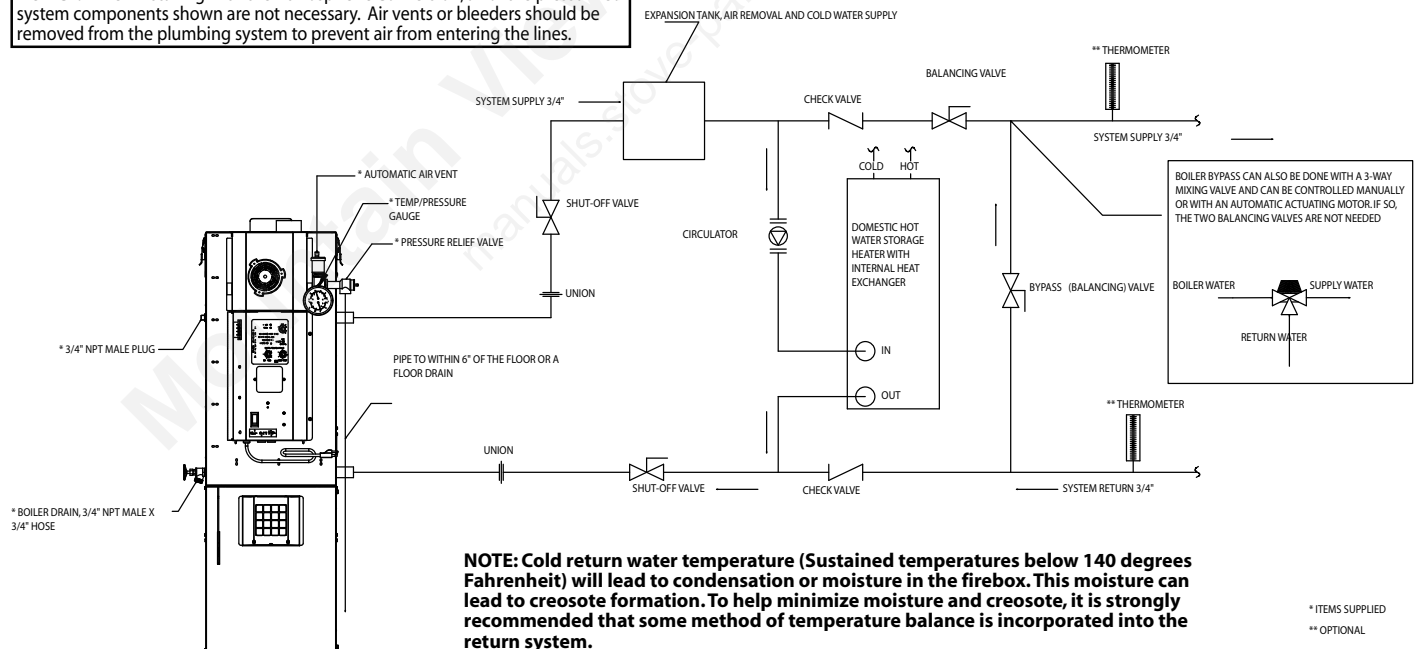 system components shown are not necessary. Air vents or bleeders should be
removed from the plumbing system to prevent air from entering the lines.
EXPANSION TANK, AIR REMOVAL AND COLD WATER SUPPLY
** THERMOMETER
BALANCING VALVE
SYSTEM SUPPLY 3/4"
CHECK VALVE
SYSTEM SUPPLY 3/4"
* AUTOMATIC AIR VENT
* TEMP/PRESSURE
GAUGE
* PRESSURE RELIEF VALVE
SHUT-OFF VALVE
CIRCULATOR
COLD
HOT
DOMESTIC HOT
WATER STORAGE
HEATER WITH
INTERNAL HEAT
EXCHANGER
BOILER BYPASS CAN ALSO BE DONE WITH A 3-WAY
MIXING VALVE AND CAN BE CONTROLLED MANUALLY
OR WITH AN AUTOMATIC ACTUATING MOTOR. IF SO,
THE TWO BALANCING VALVES ARE NOT NEEDED
BOILER WATER
SUPPLY WATER
RETURN WATER
UNION
BYPASS (BALANCING) VALVE
* 3/4" NPT MALE PLUG
PIPE TO WITHIN 6" OF THE FLOOR OR A
FLOOR DRAIN
IN
OUT
** THERMOMETER
UNION
SHUT-OFF VALVE
CHECK VALVE
SYSTEM RETURN 3/4"
* BOILER DRAIN, 3/4" NPT MALE X
3/4" HOSE
NOTE: Cold return water temperature (Sustained temperatures below 140 degrees
Fahrenheit) will lead to condensation or moisture in the firebox. This moisture can
lead to creosote formation. To help minimize moisture and creosote, it is strongly
recommended that some method of temperature balance is incorporated into the
return system.
* ITEMS SUPPLIED
** OPTIONAL